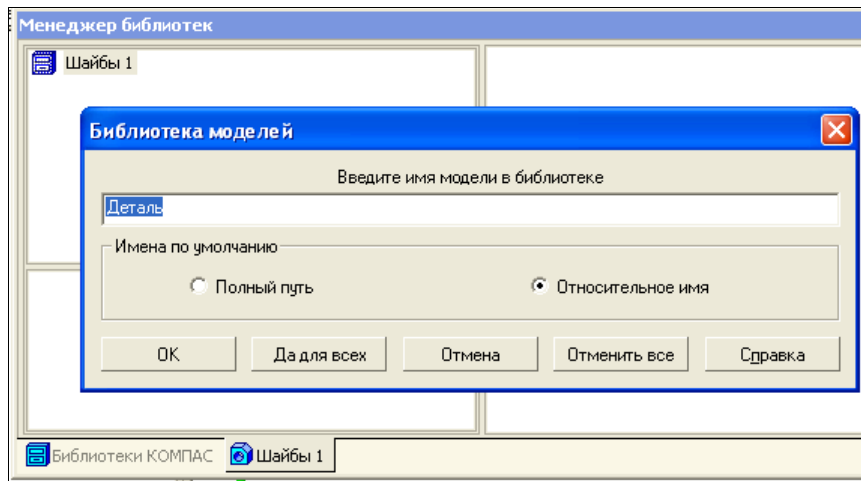 Менеджер библиотек
Шайбы 1
Библиотека моделей
Введите имя модели в библиотеке
Деталь
Имена по умолчанию
Полный путь
Относительное имя
ОК
Да для всех
Отмена
Отменить все
Справка
Библиотеки КОМПАС
Шайбы 1